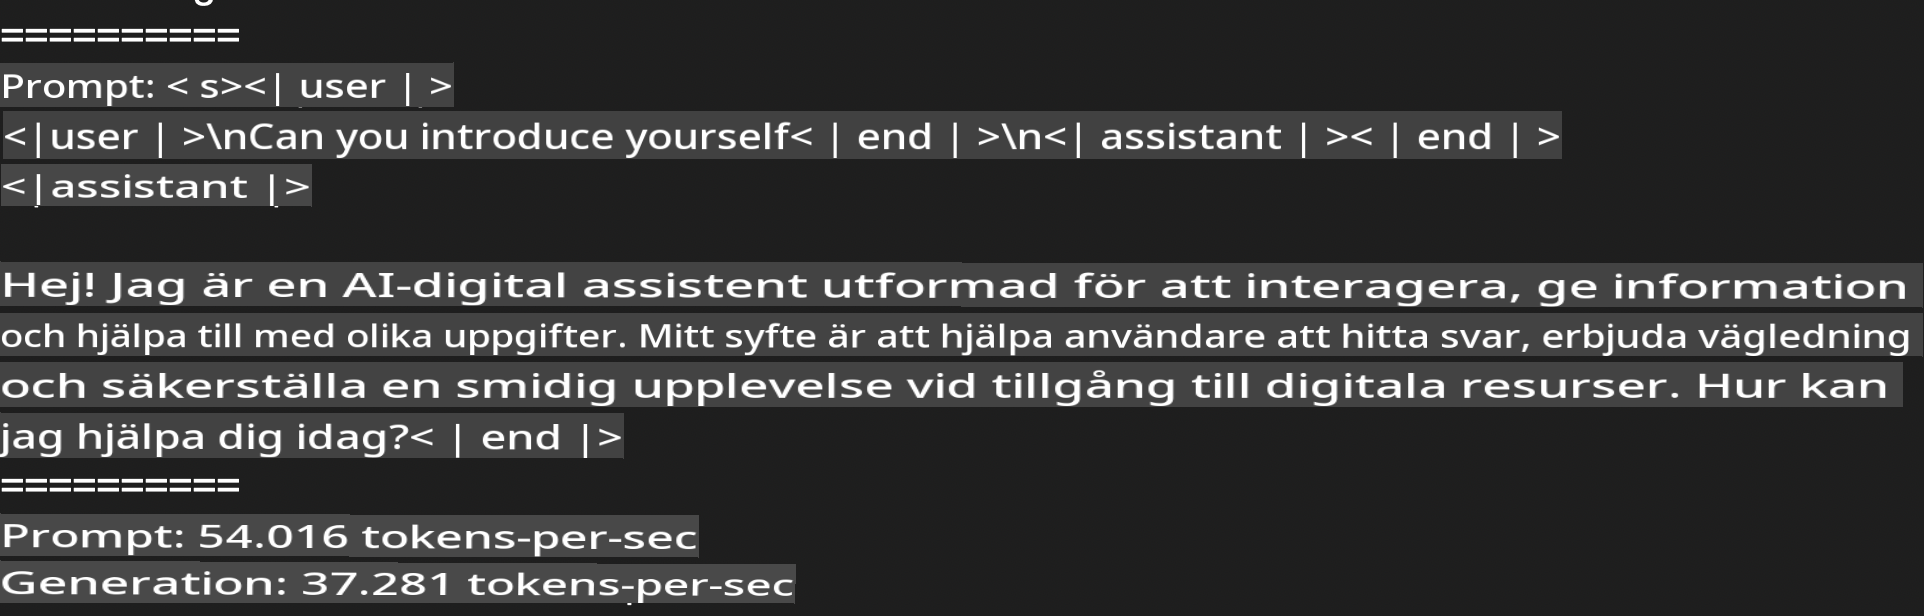 ==========
Prompt: < s><| user | >
<|user | >\nCan you introduce yourself< | end | >\n<| assistant | >< | end | >
<|assistant |>
Hej! Jag är en AI-digital assistent utformad för att interagera, ge information
och hjälpa till med olika uppgifter. Mitt syfte är att hjälpa användare att hitta svar, erbjuda vägledning
och säkerställa en smidig upplevelse vid tillgång till digitala resurser. Hur kan
jag hjälpa dig idag?< | end |>
==========
Prompt: 54.016 tokens-per-sec
Generation: 37.281 tokens-per-sec